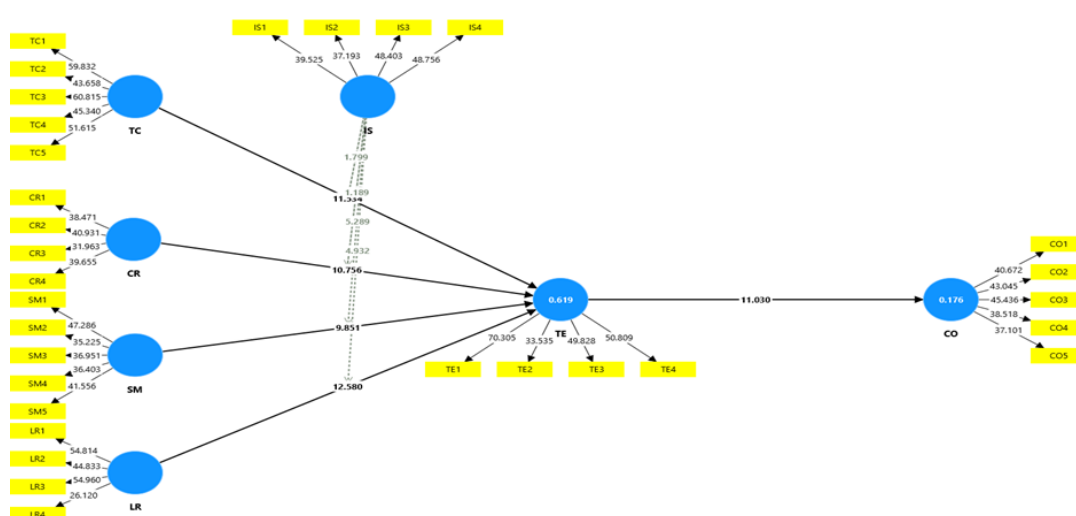 IS1
IS2
IS3
IS4
39.525
37.193
48.403
48.756
IS
TC1
TC2
TC3
TC4
TC5
59.832
43.658
60.815
45.340
51.615
TC
1.799
1.189
5.289
4.932
CR1
CR2
CR3
CR4
38.471
40.931
31.963
39.655
CR
10.756
SM1
SM2
SM3
SM4
SM5
47.286
35.225
36.951
36.403
41.556
SM
9.851
LR1
LR2
LR3
LR4
54.814
44.833
54.960
26.120
LR
12.580
0.619
TE
70.305
33.535
49.828
50.809
TE1
TE2
TE3
TE4
11.030
0.176
CO
40.672
43.045
45.436
38.518
37.101
CO1
CO2
CO3
CO4
CO5